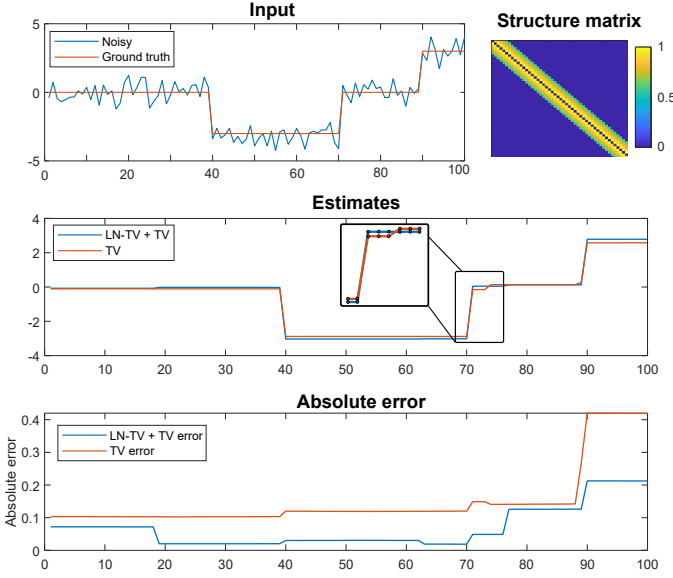 Input
5
0
-5
Noisy
Ground truth
0 20 40 60 80 100
Structure matrix
1
0.5
0
Estimates
4
2
0
-2
-4
LN-TV + TV
TV
0 10 20 30 40 50 60 70 80 90 100
Absolute error
Absolute error
0.4
0.3
0.2
0.1
0
LN-TV + TV error
TV error
0 10 20 30 40 50 60 70 80 90 100